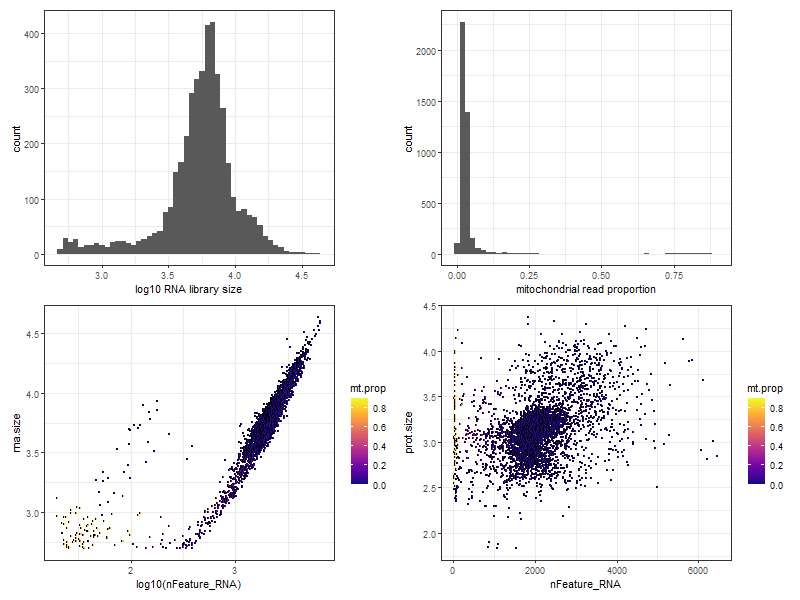 400
300
200
100
0
count
3.0 3.5 4.0 4.5
log10 RNA library size
2000
1500
1000
500
0
count
0.00 0.25 0.50 0.75
mitochondrial read proportion
4.5
4.0
3.5
3.0
rna.size
2 3
log10(nFeature_RNA)
mt.prop
0.8
0.6
0.4
0.2
0.0
4.5
4.0
3.5
3.0
2.5
2.0
prot.size
0 2000 4000 6000
nFeature_RNA
mt.prop
0.8
0.6
0.4
0.2
0.0